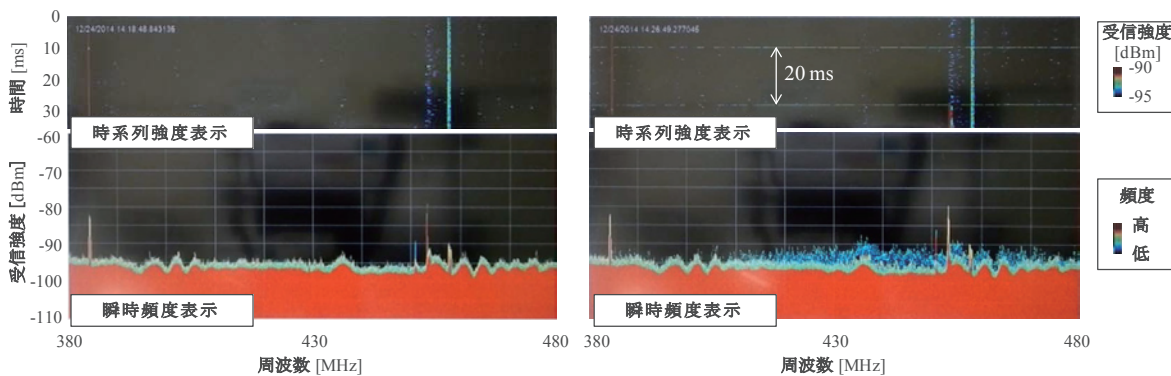 0
10
20
30
時間 [ms]
12/24/2014 14:18:48.843136
時系列強度表示
-60
-70
-80
-90
-100
-110
受信強度 [dBm]
瞬時頻度表示
380
430
480
周波数 [MHz]
12/24/2014 14:26:49.277046
20 ms
時系列強度表示
瞬時頻度表示
380
430
480
周波数 [MHz]
受信強度
[dBm]
-90
-95
頻度
高
低